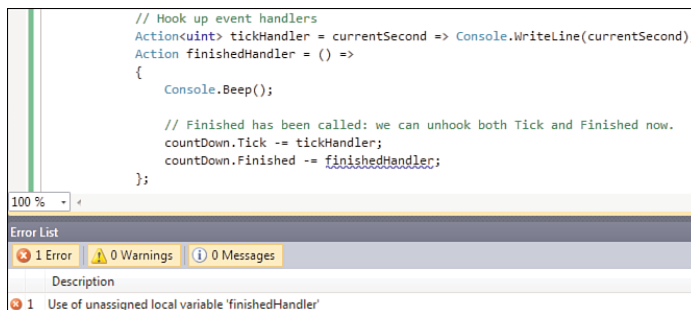 // Hook up event handlers
Action<uint> tickHandler = currentSecond => Console.WriteLine(currentSecond)
Action finishedHandler = () =>
{
Console.Beep();
// Finished has been called: we can unhook both Tick and Finished now.
countDown.Tick -= tickHandler;
countDown.Finished -= finishedHandler;
};
100 %
Error List
1 Error 0 Warnings 0 Messages
Description
1 Use of unassigned local variable 'finishedHandler'